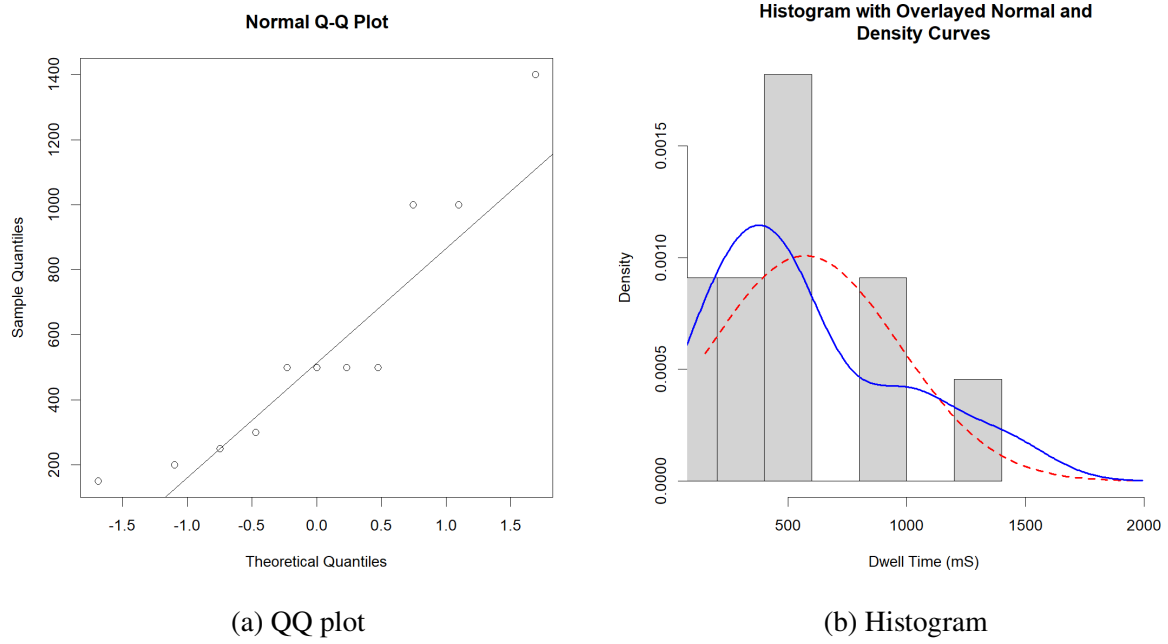 Normal Q-Q Plot
1400
1200
1000
800
600
400
200
Sample Quantiles
-1.5 -1.0 -0.5 0.0 0.5 1.0 1.5
Theoretical Quantiles
(a) QQ plot
Histogram with Overlayed Normal and
Density Curves
0.0015
0.0010
0.0005
0.0000
Density
500 1000 1500 2000
Dwell Time (mS)
(b) Histogram